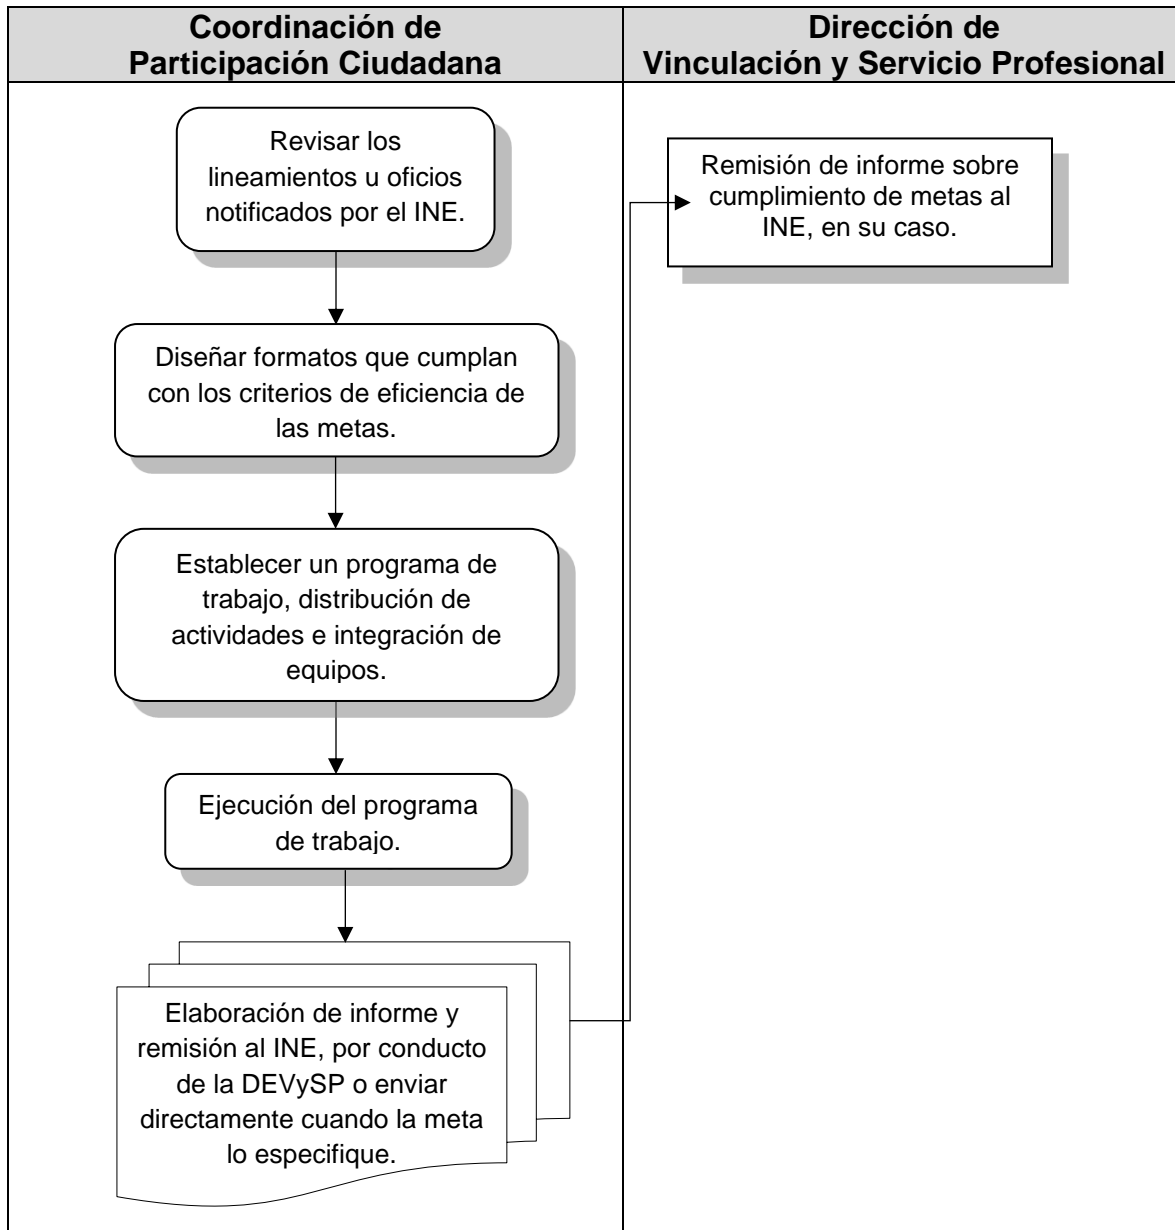 Coordinación de
Participación Ciudadana
Dirección de
Vinculación y Servicio Profesional
Revisar los
lineamientos u oficios
notificados por el INE.
Diseñar formatos que cumplan
con los criterios de eficiencia de
las metas.
Establecer un programa de
trabajo, distribución de
actividades e integración de
equipos.
Ejecución del programa
de trabajo.
Elaboración de informe y
remisión al INE, por conducto
de la DEVySP o enviar
directamente cuando la meta
lo especifique.
Remisión de informe sobre
cumplimiento de metas al
INE, en su caso.